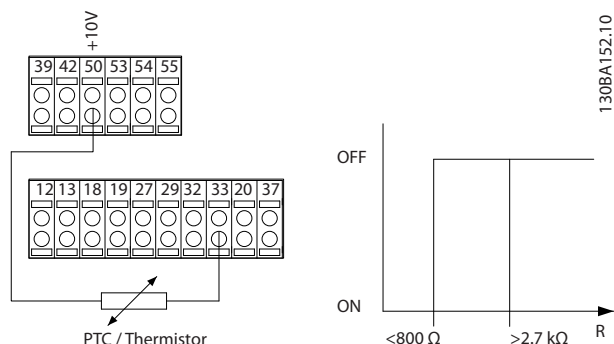 +10V
39 42 50 53 54 55
12 13 18 19 27 29 32 33 20 37
PTC / Thermistor
130BA152.10
OFF
ON
<800 Ω >2.7 kΩ R